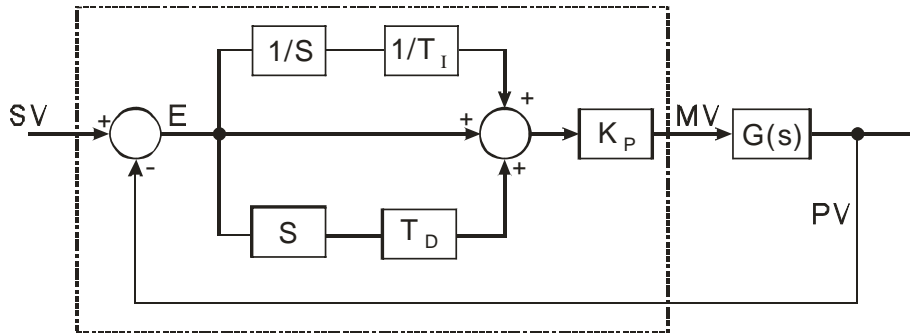 1/S
1/T I
SV
+
E
+
+
K P
MV
G(s)
-
+
PV
S
T D